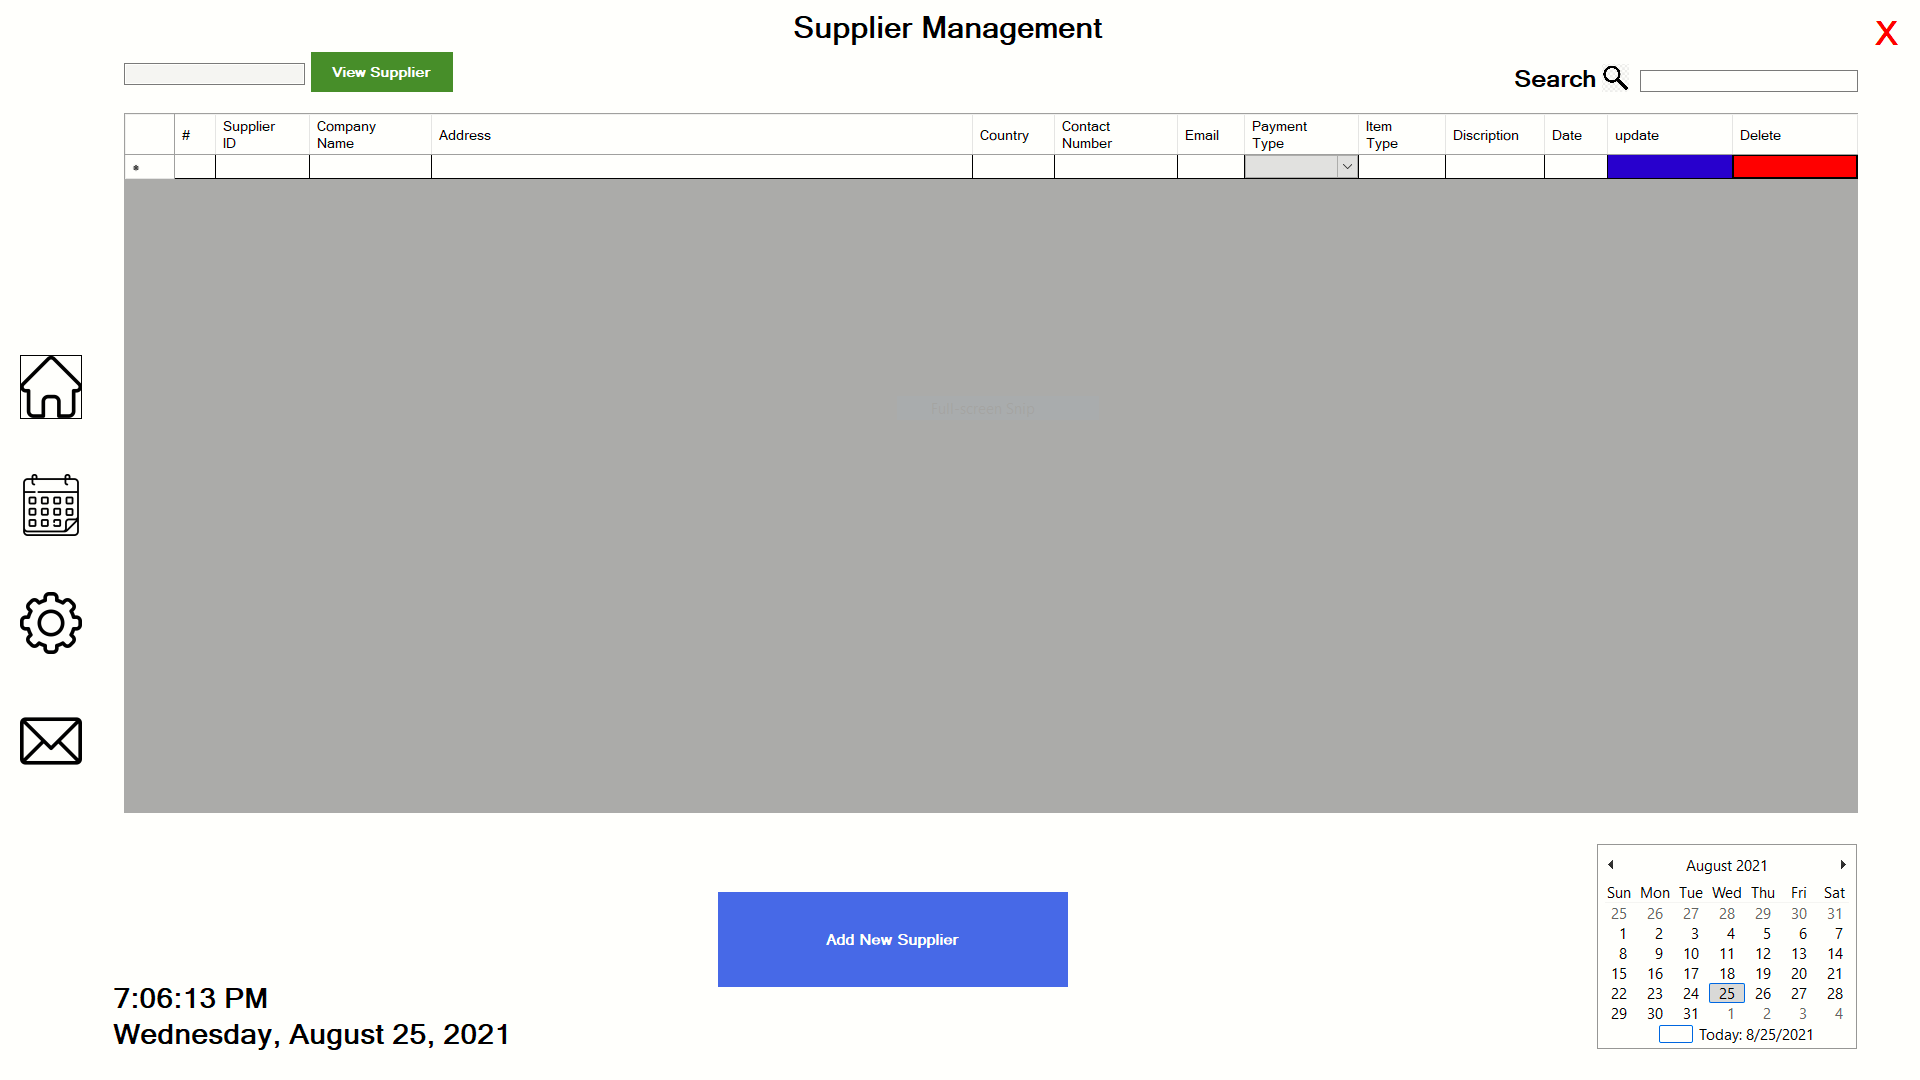 Supplier Management
X
View Supplier
Search
# Supplier ID Company Name Address Country Contact Number Email Payment Type Item Type Discription Date update Delete
*
Full-screen Snip
August 2021
Sun Mon Tue Wed Thu Fri Sat
25 26 27 28 29 30 31
1 2 3 4 5 6 7
8 9 10 11 12 13 14
15 16 17 18 19 20 21
22 23 24 25 26 27 28
29 30 31 1 2 3 4
Today: 8/25/2021
Add New Supplier
7:06:13 PM
Wednesday, August 25, 2021